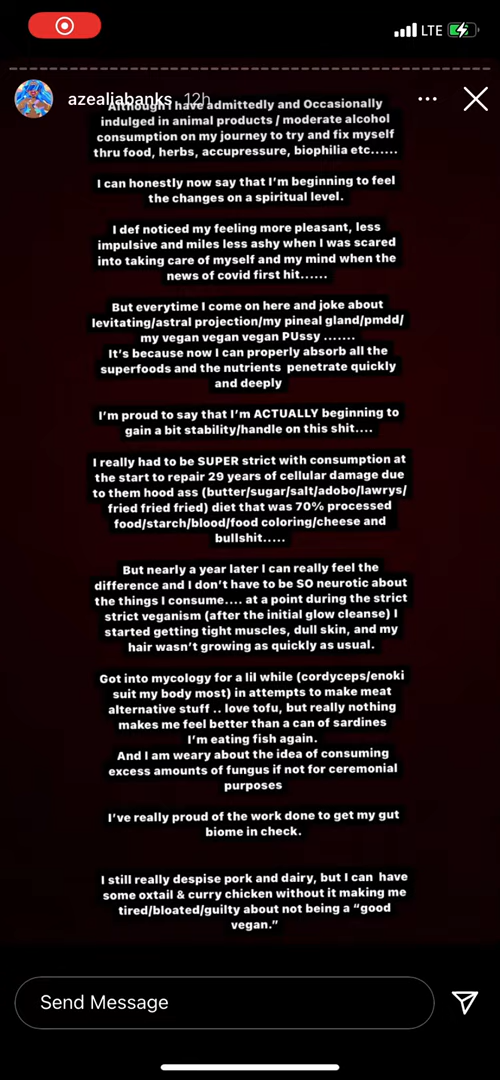 LTE
azealiabanks 12h
Although I have admittedly and Occasionally
indulged in animal products / moderate alcohol
consumption on my journey to try and fix myself
thru food, herbs, accupressure, biophilia etc......
I can honestly now say that I'm beginning to feel
the changes on a spiritual level.
I def noticed my feeling more pleasant, less
impulsive and miles less ashy when I was scared
into taking care of myself and my mind when the
news of covid first hit......
But everytime I come on here and joke about
levitating/astral projection/my pineal gland/pmdd/
my vegan vegan vegan PUssy .......
It's because now I can properly absorb all the
superfoods and the nutrients penetrate quickly
and deeply
I'm proud to say that I'm ACTUALLY beginning to
gain a bit stability/handle on this shit....
I really had to be SUPER strict with consumption at
the start to repair 29 years of cellular damage due
to them hood ass (butter/sugar/salt/adobo/lawrys/
fried fried fried) diet that was 70% processed
food/starch/blood/food coloring/cheese and
bullshit.....
But nearly a year later I can really feel the
difference and I don't have to be SO neurotic about
the things I consume.... at a point during the strict
strict veganism (after the initial glow cleanse) I
started getting tight muscles, dull skin, and my
hair wasn't growing as quickly as usual.
Got into mycology for a lil while (cordyceps/enoki
suit my body most) in attempts to make meat
alternative stuff .. love tofu, but really nothing
makes me feel better than a can of sardines
I'm eating fish again.
And I am weary about the idea of consuming
excess amounts of fungus if not for ceremonial
purposes
I've really proud of the work done to get my gut
biome in check.
I still really despise pork and dairy, but I can have
some oxtail & curry chicken without it making me
tired/bloated/guilty about not being a "good
vegan."
Send Message